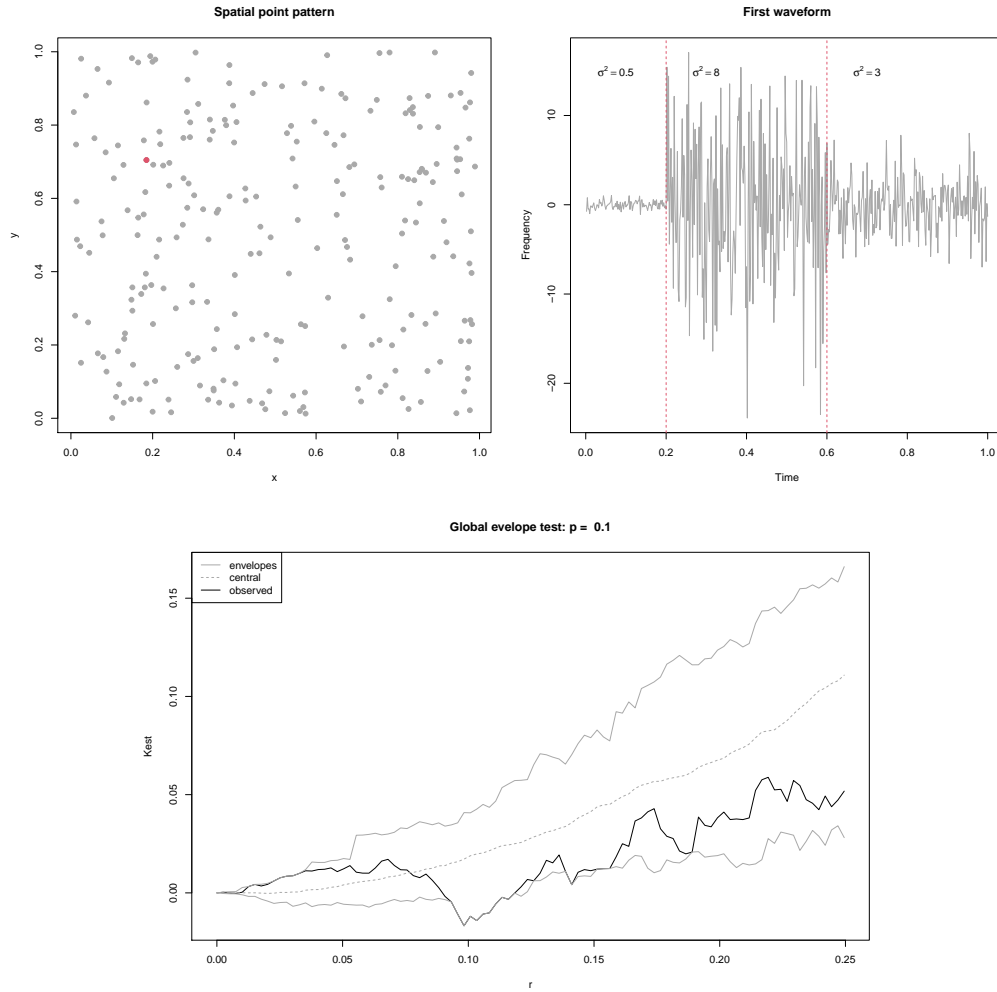 Spatial point pattern
y
1.0
0.8
0.6
0.4
0.2
0.0
0.0 0.2 0.4 0.6 0.8 1.0
x
First waveform
σ² = 0.5 σ² = 8 σ² = 3
Frequency
10
0
−10
−20
0.0 0.2 0.4 0.6 0.8 1.0
Time
Global evelope test: p = 0.1
envelopes
central
observed
Kest
0.15
0.10
0.05
0.00
0.00 0.05 0.10 0.15 0.20 0.25
r